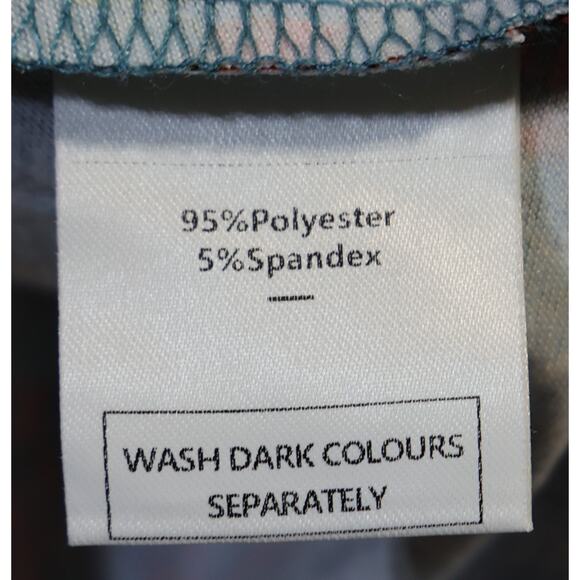 95%Polyester
5%Spandex
WASH DARK COLOURS
SEPARATELY